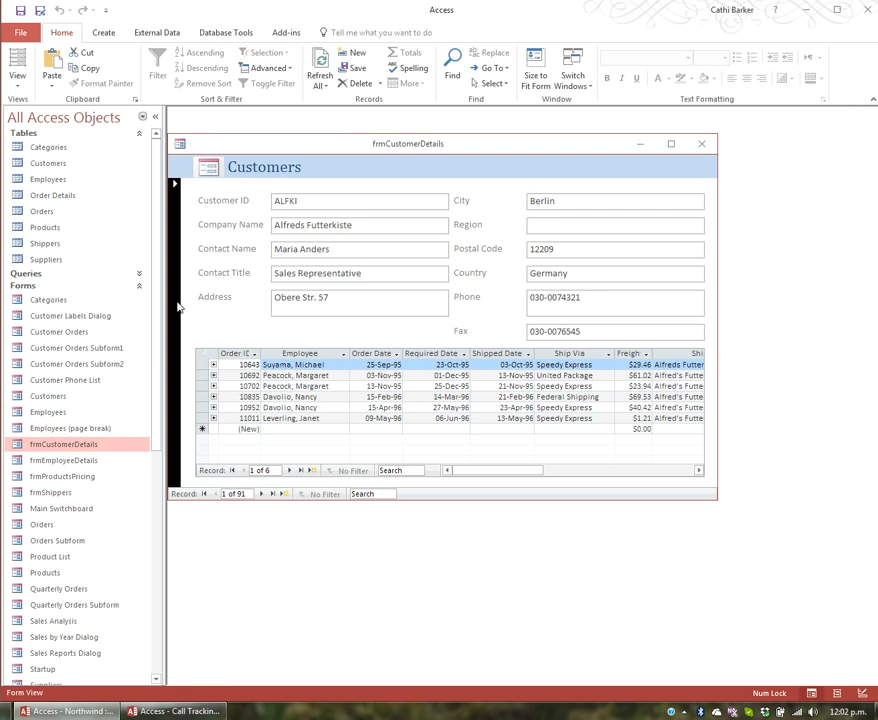 Access
Cathi Barker
File
Home
Create
External Data
Database Tools
Add-ins
Tell me what you want to do
View
Paste
Cut
Copy
Format Painter
Filter
Ascending
Descending
Remove Sort
Selection
Advanced
Toggle Filter
Refresh All
New
Save
Delete
Totals
Spelling
More
Find
Replace
Go To
Select
Size to Fit Form
Switch Windows
B I U
A
Views
Clipboard
Sort & Filter
Records
Find
Window
Text Formatting
All Access Objects
Tables
Categories
Customers
Employees
Order Details
Orders
Products
Shippers
Suppliers
Queries
Forms
Categories
Customer Labels Dialog
Customer Orders
Customer Orders Subform1
Customer Orders Subform2
Customer Phone List
Customers
Employees
Employees (page break)
frmCustomerDetails
frmEmployeeDetails
frmProductsPricing
frmShippers
Main Switchboard
Orders
Orders Subform
Product List
Products
Quarterly Orders
Quarterly Orders Subform
Sales Analysis
Sales by Year Dialog
Sales Reports Dialog
Startup
Suppliers
frmCustomerDetails
Customers
Customer ID ALFKI City Berlin
Company Name Alfreds Futterkiste Region
Contact Name Maria Anders Postal Code 12209
Contact Title Sales Representative Country Germany
Address Obere Str. 57 Phone 030-0074321
Fax 030-0076545
Order ID Employee Order Date Required Date Shipped Date Ship Via Freigh Shi
10643 Suyama, Michael 25-Sep-95 23-Oct-95 03-Oct-95 Speedy Express $29.46 Alfreds Futter
10692 Peacock, Margaret 03-Nov-95 01-Dec-95 13-Nov-95 United Package $61.02 Alfred's Futte
10702 Peacock, Margaret 13-Nov-95 25-Dec-95 21-Nov-95 Speedy Express $23.94 Alfred's Futte
10835 Davolio, Nancy 15-Feb-96 14-Mar-96 21-Feb-96 Federal Shipping $69.53 Alfred's Futte
10952 Davolio, Nancy 15-Apr-96 27-May-96 23-Apr-96 Speedy Express $40.42 Alfred's Futte
11011 Leverling, Janet 09-May-96 06-Jun-96 13-May-96 Speedy Express $1.21 Alfred's Futte
(New) $0.00
Record: 1 of 6 No Filter Search
Record: 1 of 91 No Filter Search
Form View
Num Lock
Access - Northwind :...
Access - Call Trackin...
12:02 p.m.